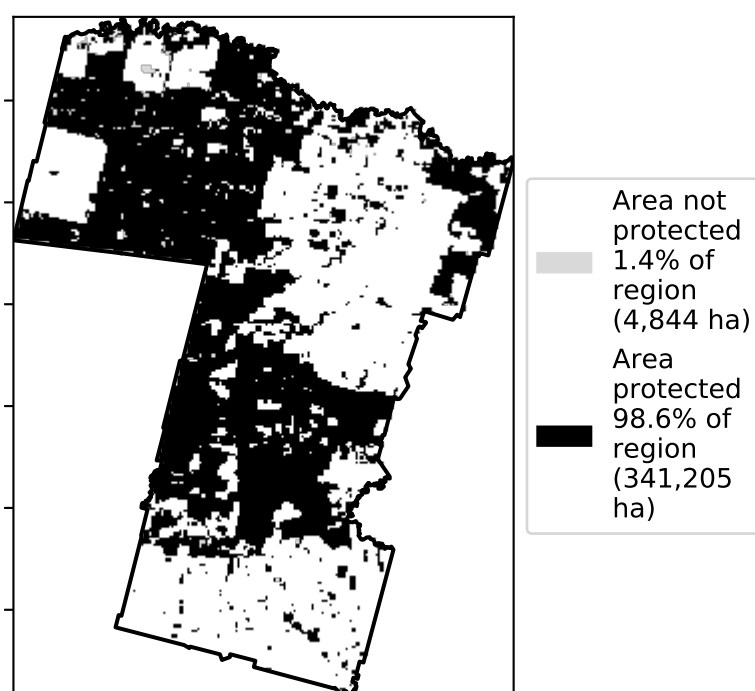 Area not
protected
1.4% of
region
(4,844 ha)
Area
protected
98.6% of
region
(341,205
ha)